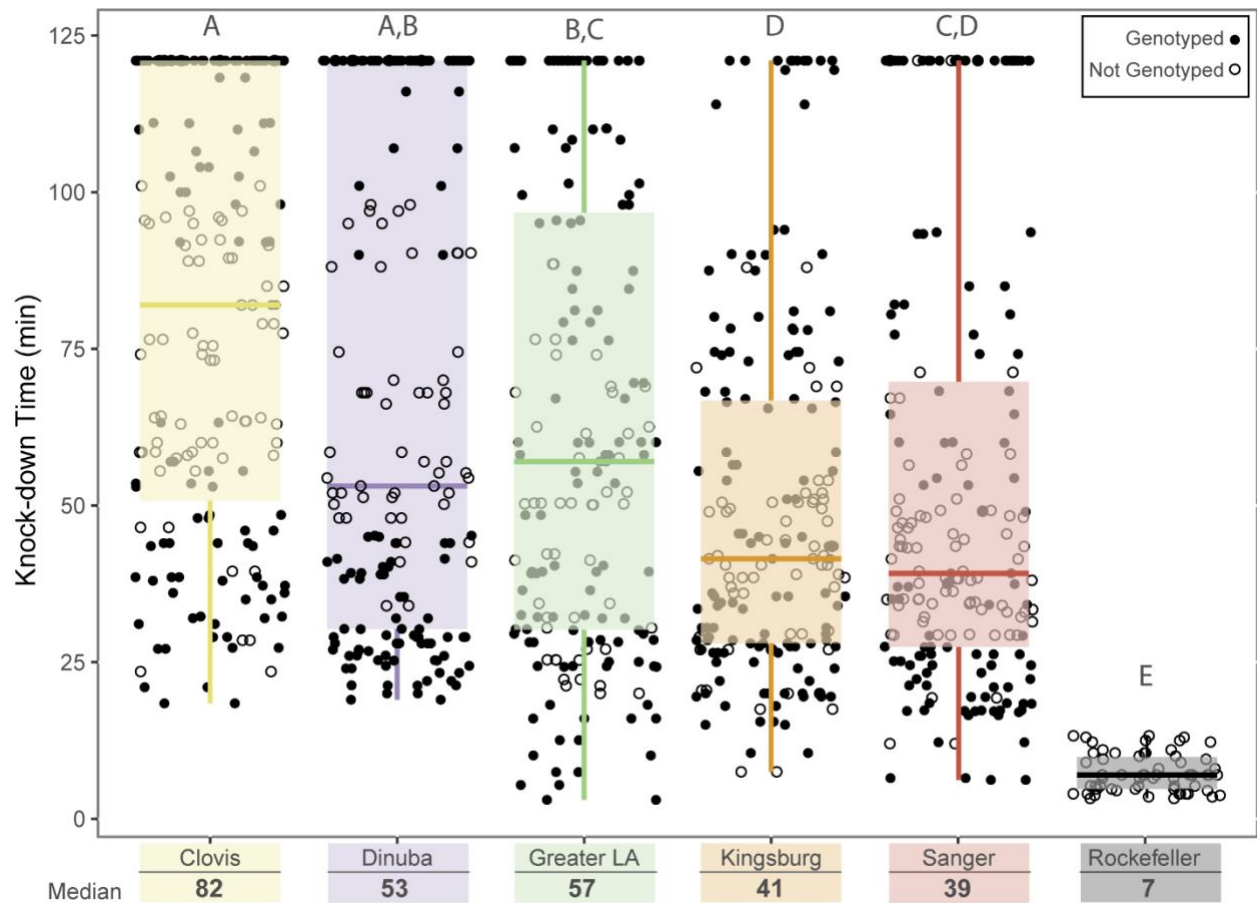 A A,B B,C D C,D
Genotyped
Not Genotyped
125
100
75
50
25
0
E
Knock-down Time (min)
Clovis Dinuba Greater LA Kingsburg Sanger Rockefeller
Median 82 53 57 41 39 7